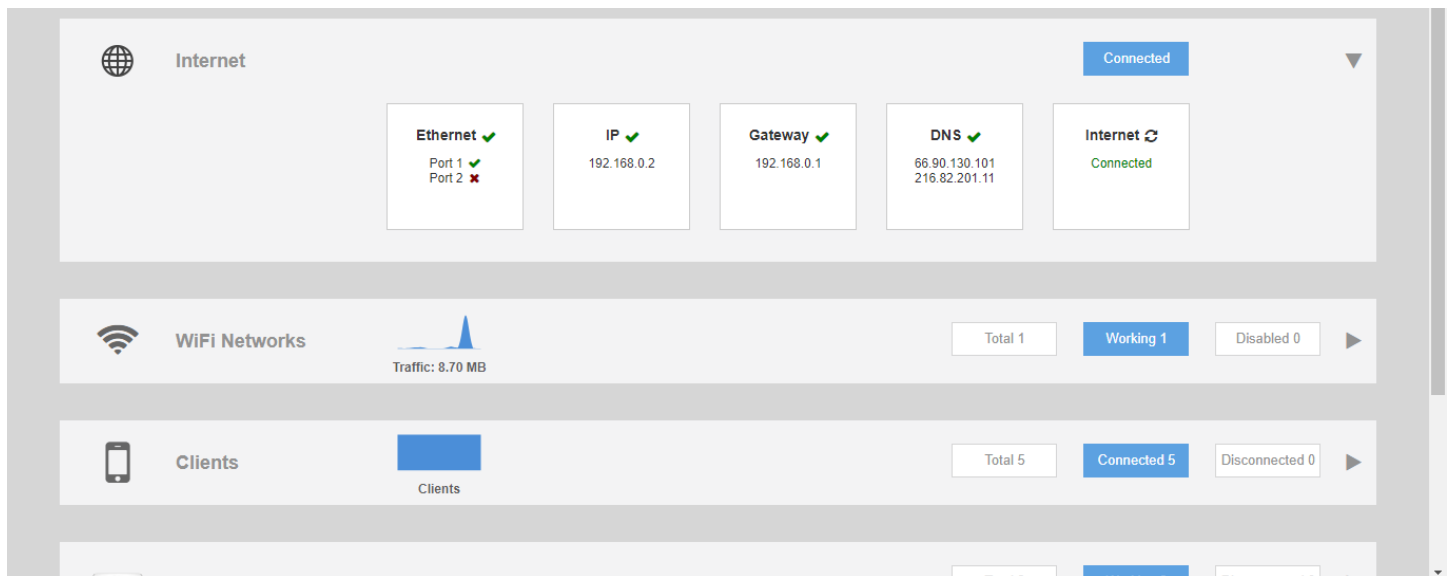 Internet
Connected
Ethernet
Port 1
Port 2
IP
192.168.0.2
Gateway
192.168.0.1
DNS
66.90.130.101
216.82.201.11
Internet
Connected
WiFi Networks
Traffic: 8.70 MB
Total 1
Working 1
Disabled 0
Clients
Clients
Total 5
Connected 5
Disconnected 0